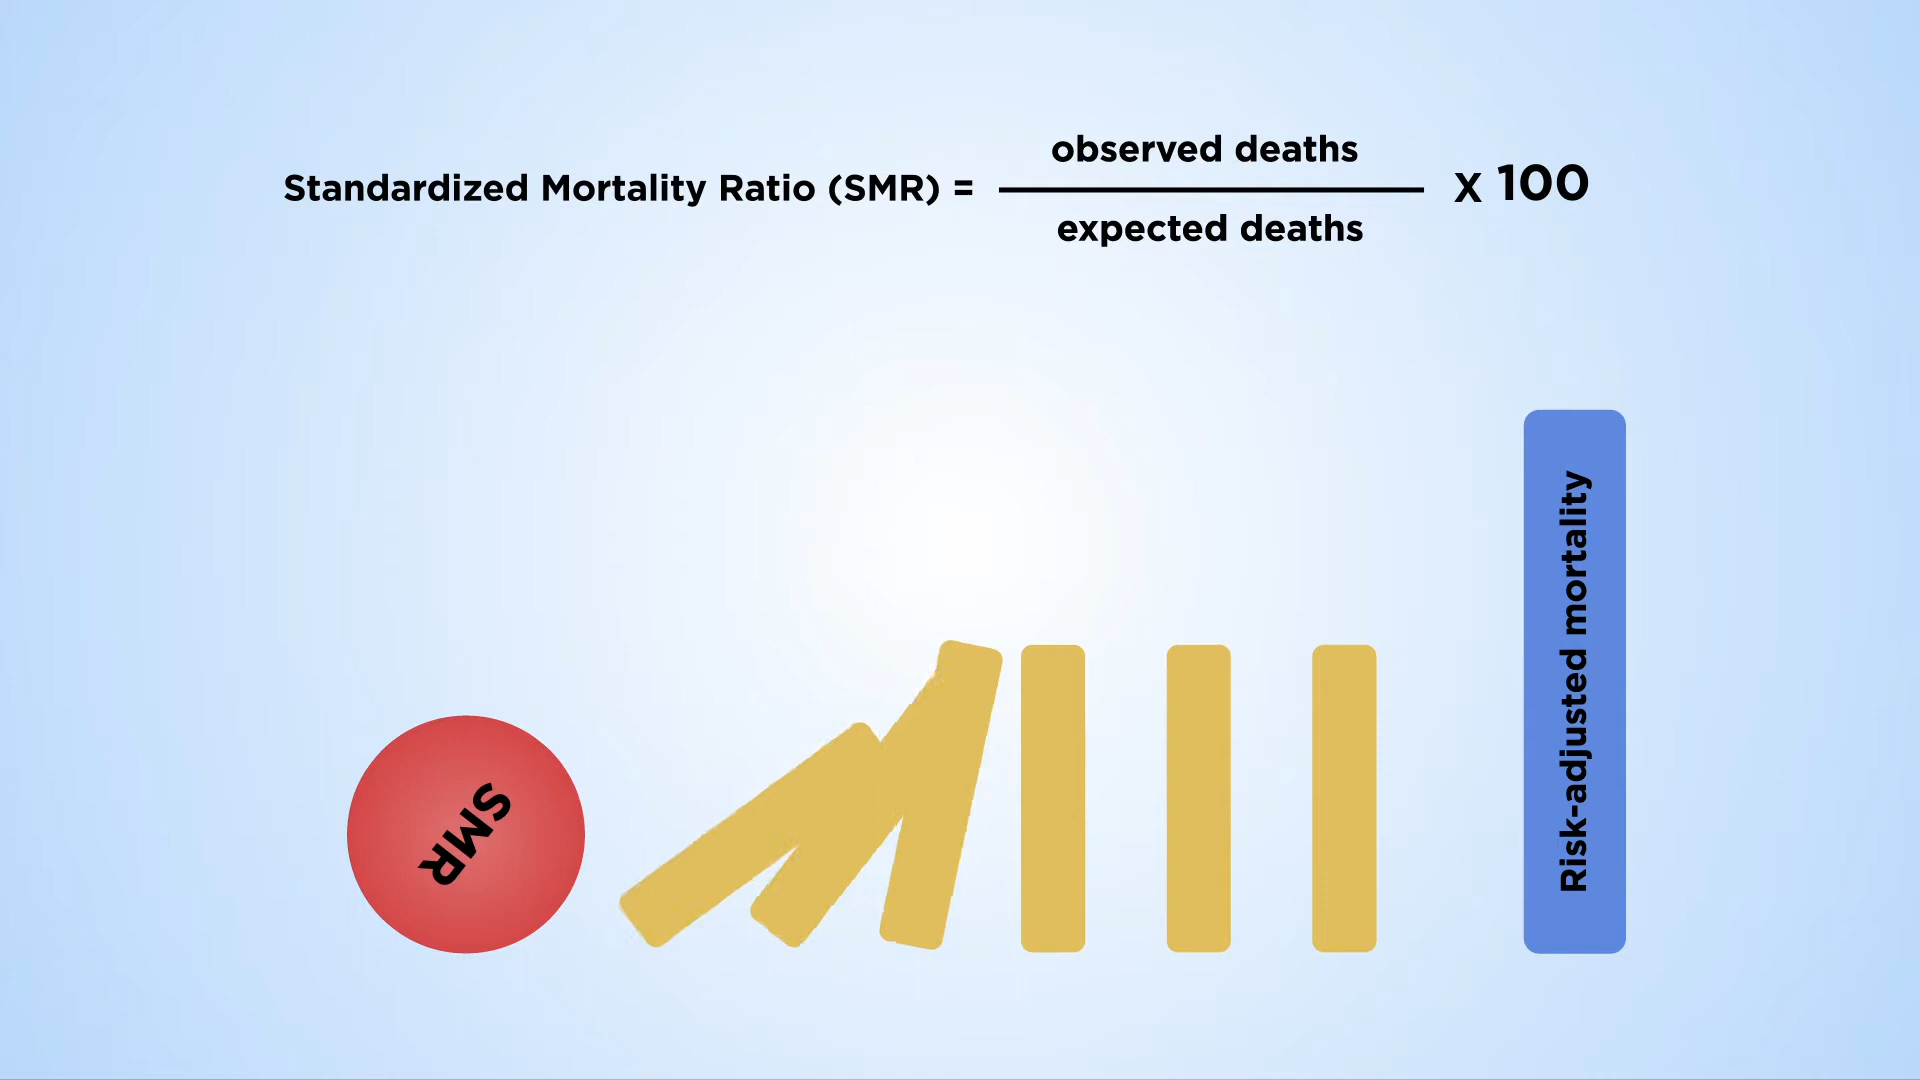 Standardized Mortality Ratio (SMR) =
observed deaths
expected deaths
x 100
SMR
Risk-adjusted mortality